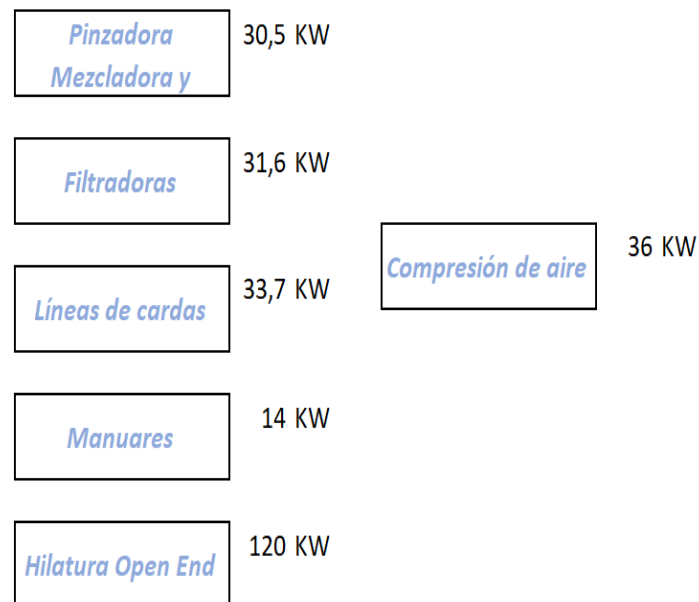 Pinzadora
Mezcladora y
30,5 KW
Filtradoras
31,6 KW
Líneas de cardas
33,7 KW
Manuares
14 KW
Hilatura Open End
120 KW
Compresión de aire
36 KW